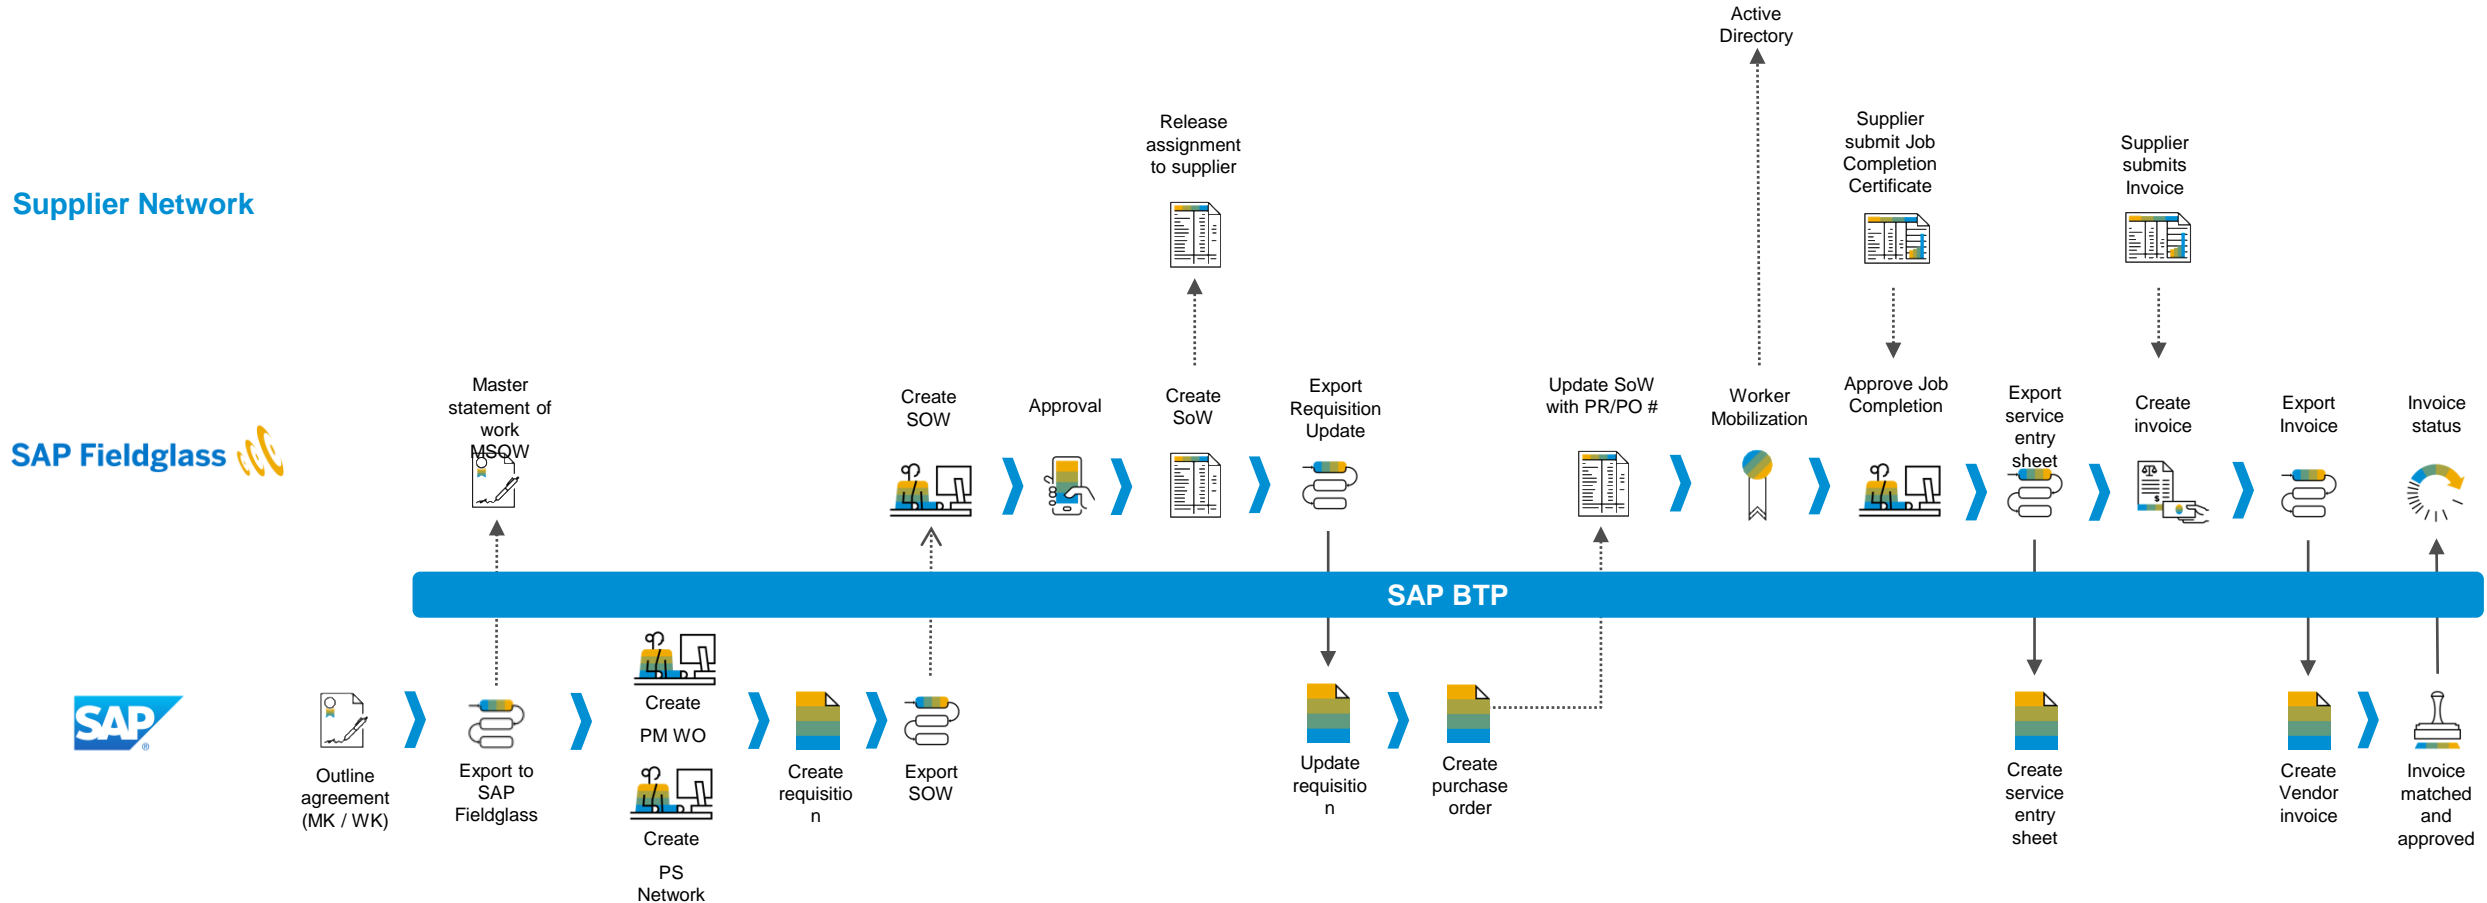 Active
Directory
Release
assignment
to supplier
Supplier
submit Job
Completion
Certificate
Supplier
submits
Invoice
Supplier Network
Master
statement of
work
MSOW
Create
SOW
Approval
Create
SoW
Export
Requisition
Update
Update SoW
with PR/PO #
Worker
Mobilization
Approve Job
Completion
Export
service
entry
sheet
Create
invoice
Export
Invoice
Invoice
status
SAP Fieldglass
$
SAP BTP
SAP
®
Outline
agreement
(MK / WK)
Export to
SAP
Fieldglass
Create
PM WO
Create
PS
Network
Create
requisitio
n
Export
SOW
Update
requisitio
n
Create
purchase
order
Create
service
entry
sheet
Create
Vendor
invoice
Invoice
matched
and
approved